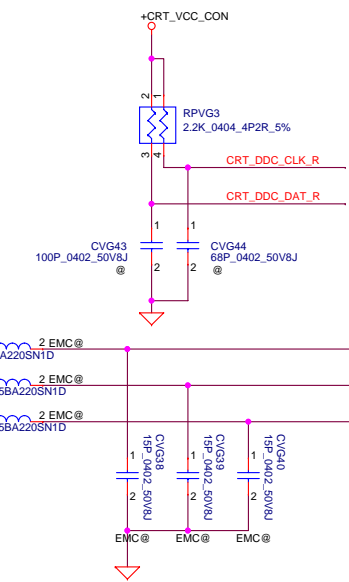 +CRT_VCC_CON
2 1
RPVG3
2.2K_0404_4P2R_5%
3 4
CRT_DDC_CLK_R
CRT_DDC_DAT_R
1 1
CVG43
100P_0402_50V8J
@
2
CVG44
68P_0402_50V8J
@
2
2 EMC@
A220SN1D
2 EMC@
5BA220SN1D
2 EMC@
5BA220SN1D
1
2
CVG38
15P_0402_50V8J
1
2
CVG39
15P_0402_50V8J
1
2
CVG40
15P_0402_50V8J
EMC@ EMC@ EMC@